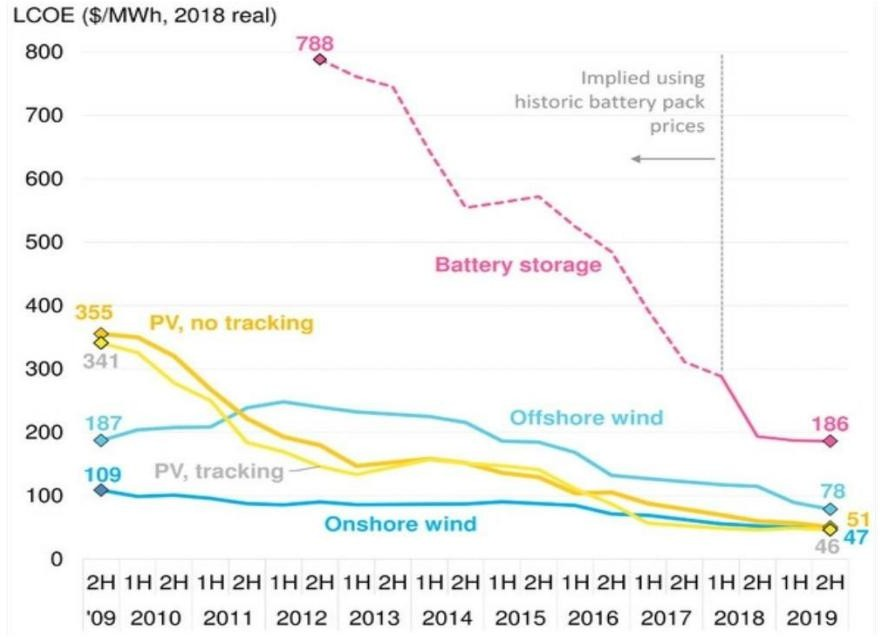 LCOE ($/MWh, 2018 real)
800
788
Implied using
historic battery pack
prices
700
600
500
Battery storage
400
355
PV, no tracking
300
341
Offshore wind
200
187
186
PV, tracking
109
100
78
Onshore wind
51
47
46
0
2H 1H 2H 1H 2H 1H 2H 1H 2H 1H 2H 1H 2H 1H 2H 1H 2H 1H 2H 1H 2H
'09 2010 2011 2012 2013 2014 2015 2016 2017 2018 2019